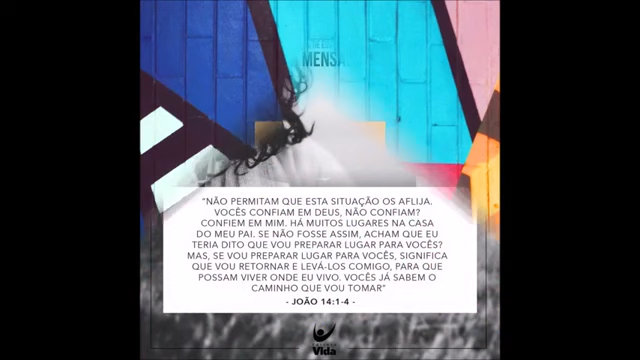 MENSA
"NÃO PERMITAM QUE ESTA SITUAÇÃO OS AFLIJA.
VOCÊS CONFIAM EM DEUS, NÃO CONFIAM?
CONFIEM EM MIM. HÁ MUITOS LUGARES NA CASA
DO MEU PAI. SE NÃO FOSSE ASSIM, ACHAM QUE EU
TERIA DITO QUE VOU PREPARAR LUGAR PARA VOCÊS?
MAS, SE VOU PREPARAR LUGAR PARA VOCÊS, SIGNIFICA
QUE VOU RETORNAR E LEVÁ-LOS COMIGO, PARA QUE
POSSAM VIVER ONDE EU VIVO. VOCÊS JÁ SABEM O
CAMINHO QUE VOU TOMAR"
- JOÃO 14:1-4 -
Vida